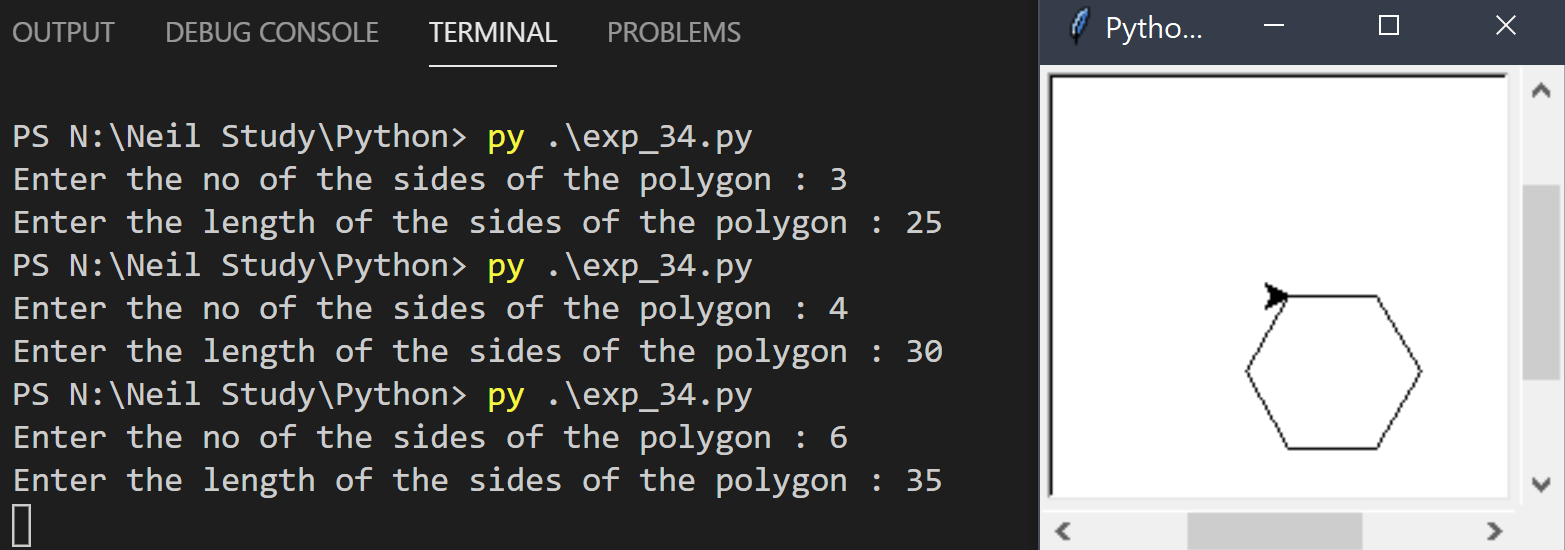 OUTPUT DEBUG CONSOLE TERMINAL PROBLEMS
Pytho...
PS N:\Neil Study\Python> py .\exp_34.py
Enter the no of the sides of the polygon : 3
Enter the length of the sides of the polygon : 25
PS N:\Neil Study\Python> py .\exp_34.py
Enter the no of the sides of the polygon : 4
Enter the length of the sides of the polygon : 30
PS N:\Neil Study\Python> py .\exp_34.py
Enter the no of the sides of the polygon : 6
Enter the length of the sides of the polygon : 35